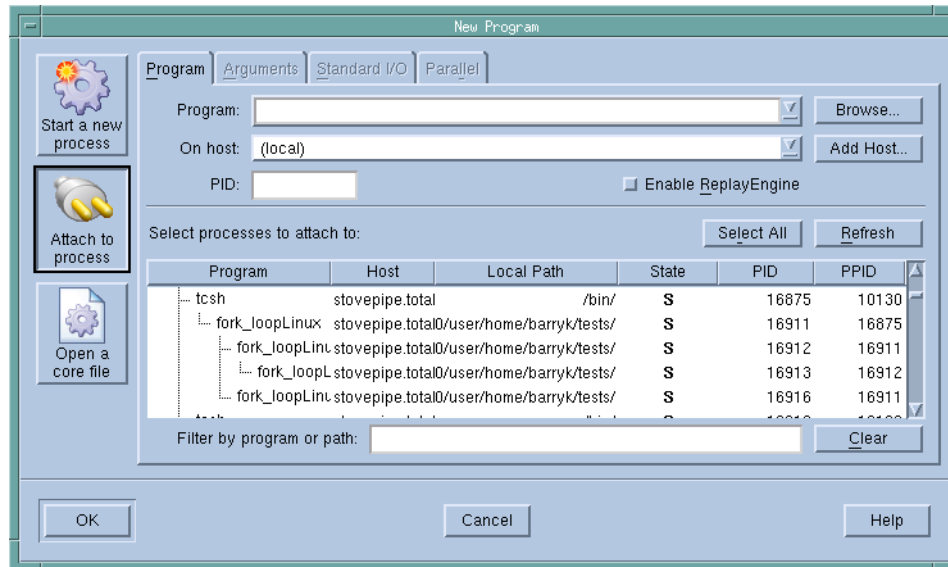 New Program
Start a new
process
Attach to
process
Open a
core file
Program Arguments Standard I/O Parallel
Program: Browse...
On host: (local) Add Host...
PID: Enable ReplayEngine
Select processes to attach to: Select All Refresh
Program Host Local Path State PID PPID
tcsh stovepipe.total /bin/ S 16875 10130
fork_loopLinux stovepipe.total0/user/home/barryk/tests/ S 16911 16875
fork_loopLinu stovepipe.total0/user/home/barryk/tests/ S 16912 16911
fork_loopL stovepipe.total0/user/home/barryk/tests/ S 16913 16912
fork_loopLinu stovepipe.total0/user/home/barryk/tests/ S 16916 16911
Filter by program or path: Clear
OK Cancel Help